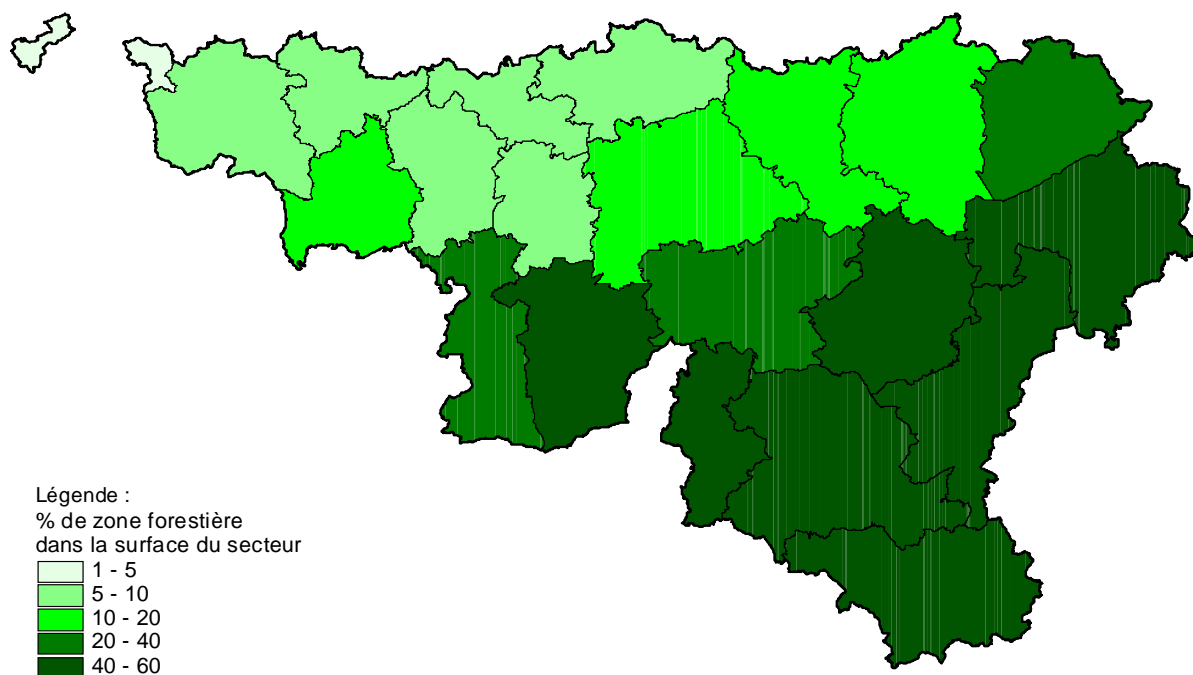 Légende :
% de zone forestière
dans la surface du secteur
1 - 5
5 - 10
10 - 20
20 - 40
40 - 60